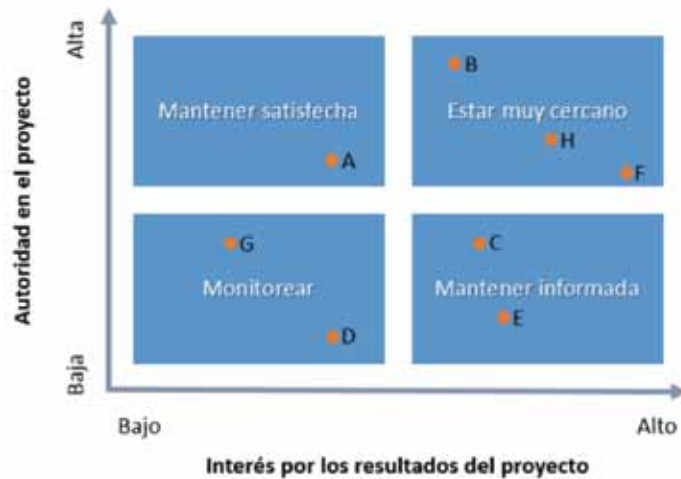 Autoridad en el proyecto
Alta
Baja
Mantener satisfecha
A
B
Estar muy cercano
H
F
G
Monitorear
D
C
Mantener informada
E
Bajo
Alto
Interés por los resultados del proyecto